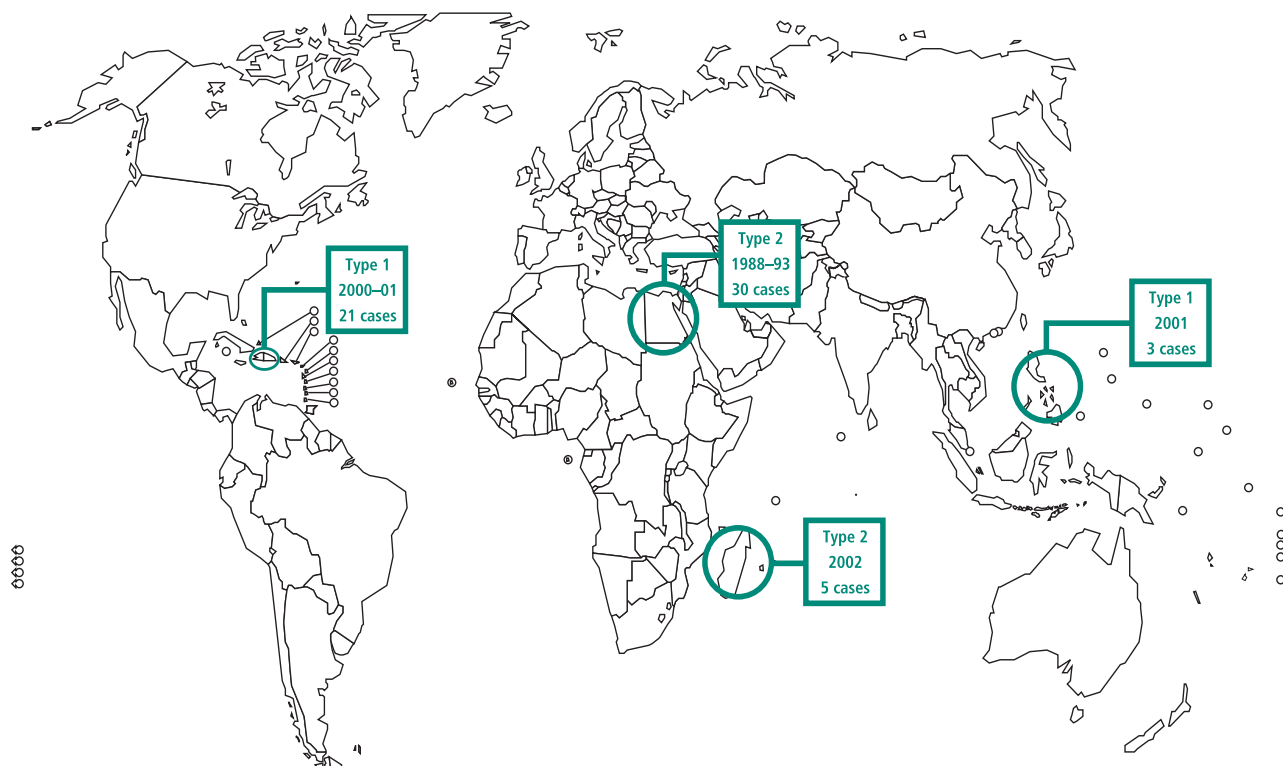 Type 2
1988–93
30 cases
Type 1
2000–01
21 cases
Type 1
2001
3 cases
Type 2
2002
5 cases